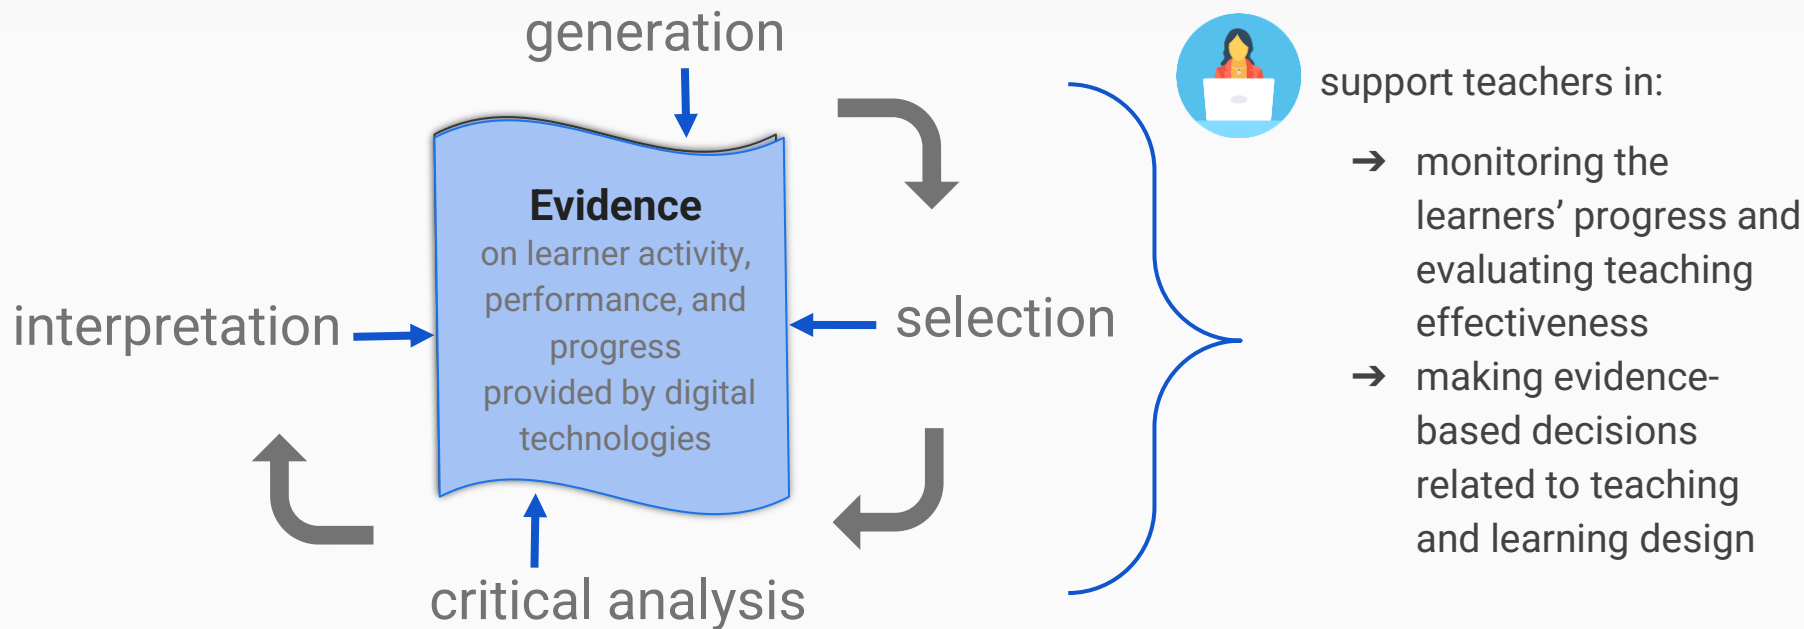 generation
Evidence
on learner activity,
performance, and
progress
provided by digital
technologies
interpretation
selection
critical analysis
support teachers in:
➔ monitoring the
learners’ progress and
evaluating teaching
effectiveness
➔ making evidence-
based decisions
related to teaching
and learning design